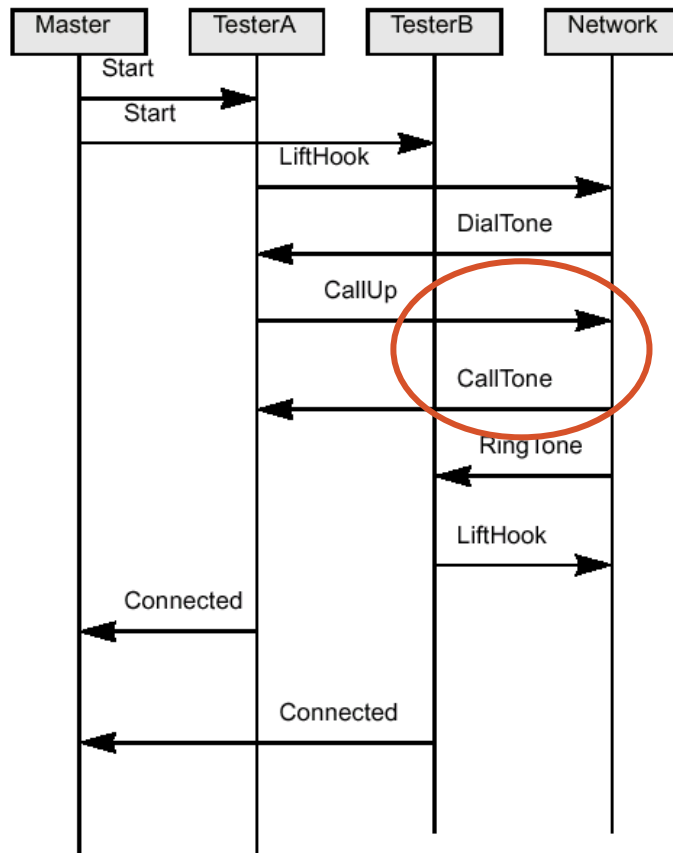 Master TesterA TesterB Network
Start
Start
LiftHook
DialTone
CallUp
CallTone
RingTone
LiftHook
Connected
Connected